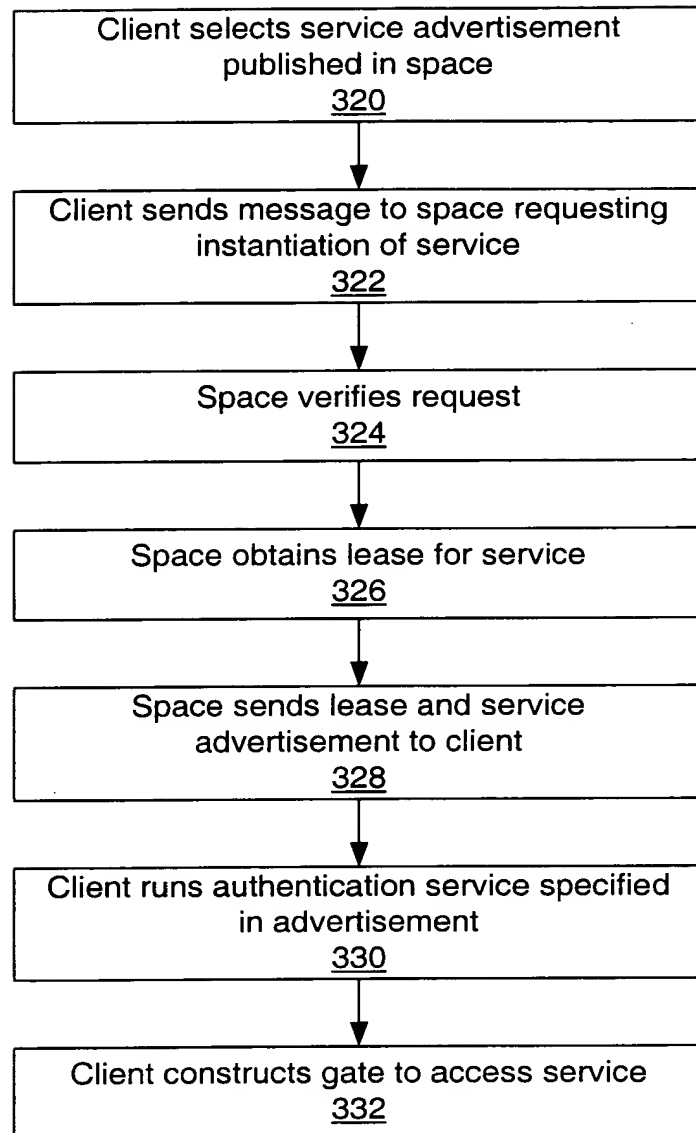 Client selects service advertisement
published in space
320
Client sends message to space requesting
instantiation of service
322
Space verifies request
324
Space obtains lease for service
326
Space sends lease and service
advertisement to client
328
Client runs authentication service specified
in advertisement
330
Client constructs gate to access service
332